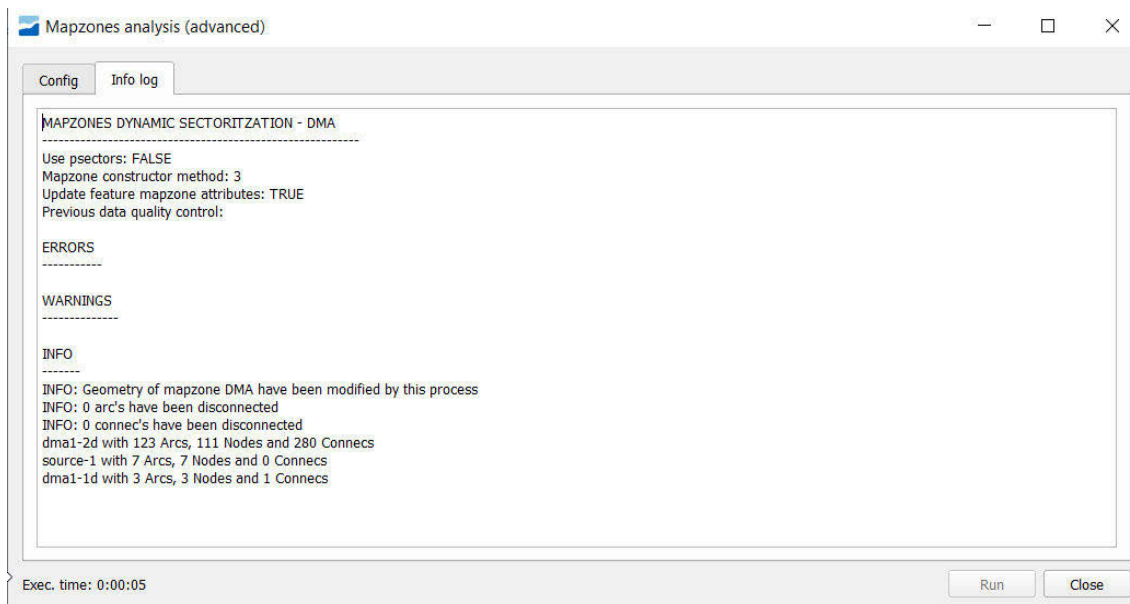 Mapzones analysis (advanced)
Config Info log
MAPZONES DYNAMIC SECTORITZATION - DMA
----------------------------------------------------------
Use psectors: FALSE
Mapzone constructor method: 3
Update feature mapzone attributes: TRUE
Previous data quality control:
ERRORS
-----------
WARNINGS
--------------
INFO
-------
INFO: Geometry of mapzone DMA have been modified by this process
INFO: 0 arc's have been disconnected
INFO: 0 connec's have been disconnected
dma1-2d with 123 Arcs, 111 Nodes and 280 Connecs
source-1 with 7 Arcs, 7 Nodes and 0 Connecs
dma1-1d with 3 Arcs, 3 Nodes and 1 Connecs
Exec. time: 0:00:05 Run Close